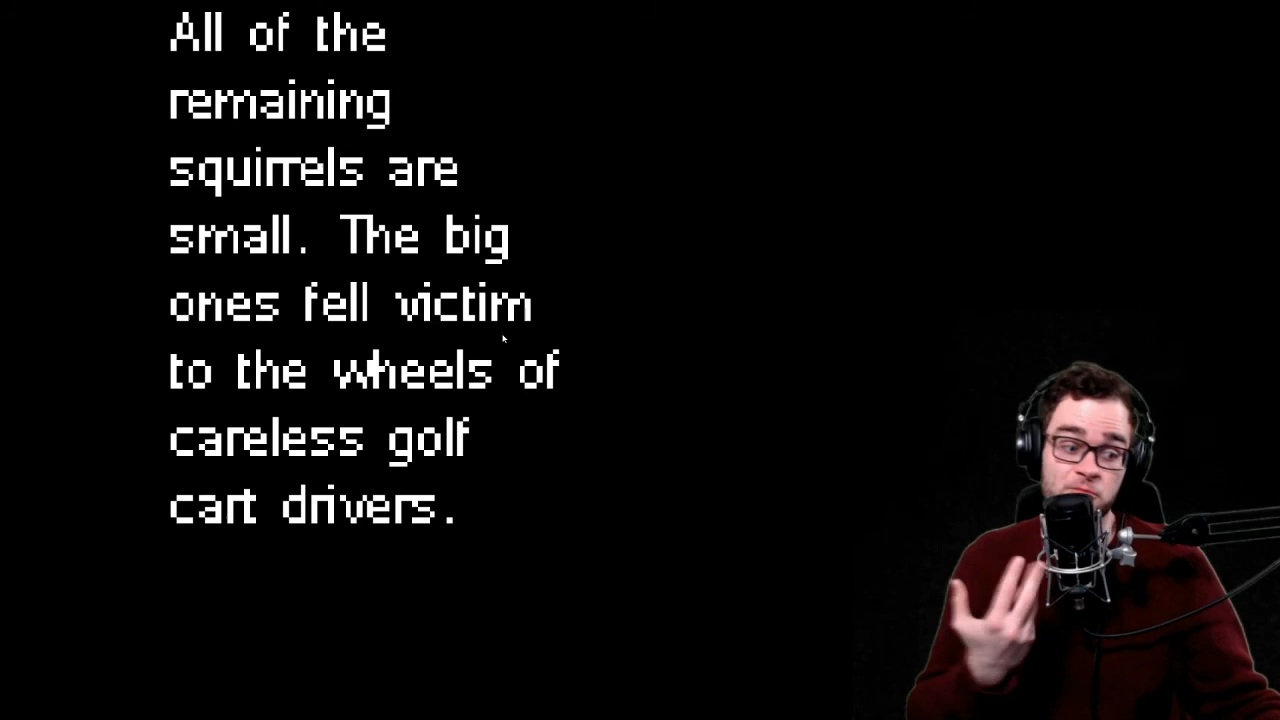 All of the
remaining
squirrels are
small. The big
ones fell victim
to the wheels of
careless golf
cart drivers.